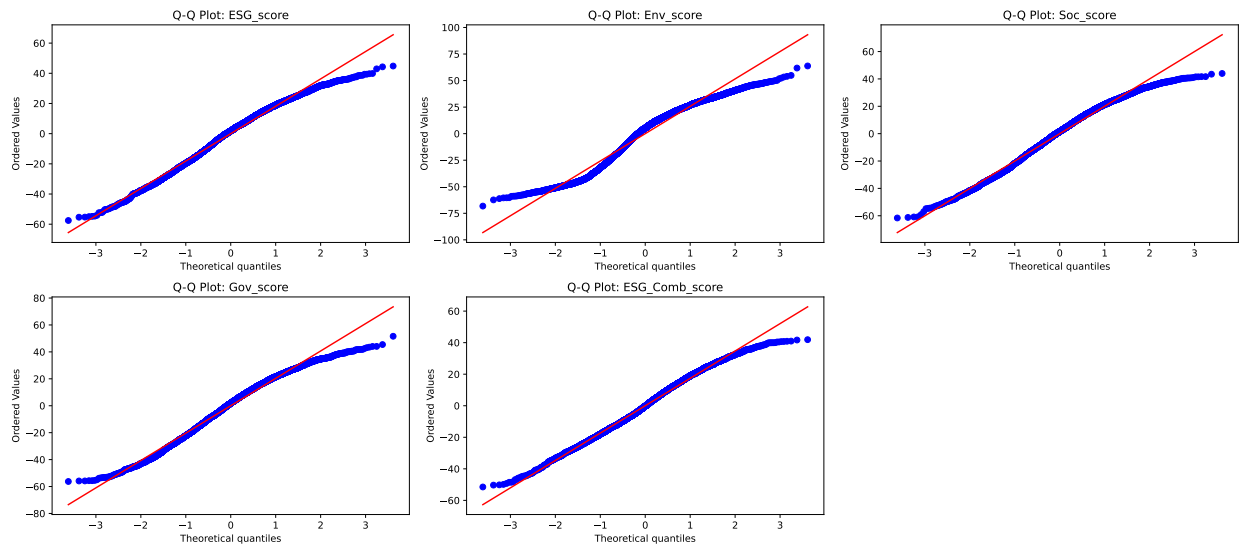 Q-Q Plot: ESG_score
Ordered Values
60
40
20
0
−20
−40
−60
−3 −2 −1 0 1 2 3
Theoretical quantiles
Q-Q Plot: Env_score
Ordered Values
100
75
50
25
0
−25
−50
−75
−100
−3 −2 −1 0 1 2 3
Theoretical quantiles
Q-Q Plot: Soc_score
Ordered Values
60
40
20
0
−20
−40
−60
−3 −2 −1 0 1 2 3
Theoretical quantiles
Q-Q Plot: Gov_score
Ordered Values
80
60
40
20
0
−20
−40
−60
−80
−3 −2 −1 0 1 2 3
Theoretical quantiles
Q-Q Plot: ESG_Comb_score
Ordered Values
60
40
20
0
−20
−40
−60
−3 −2 −1 0 1 2 3
Theoretical quantiles